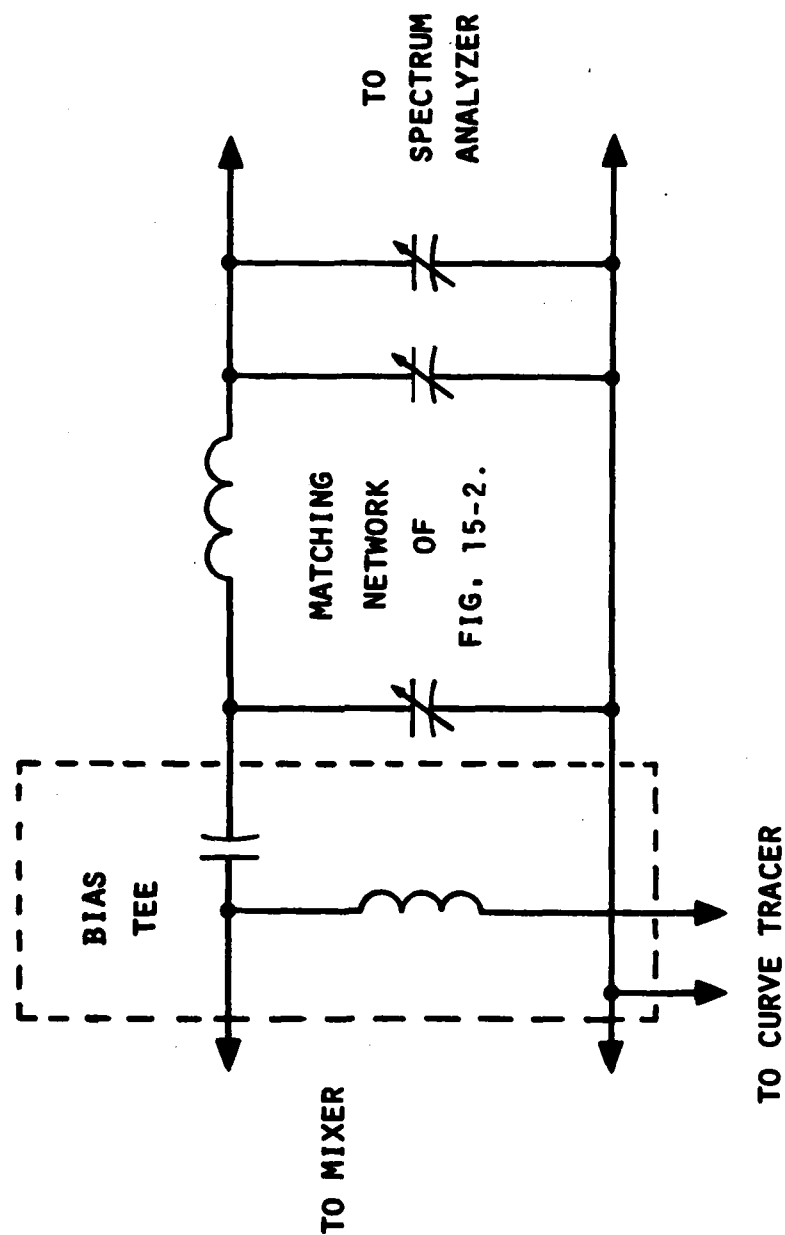 BIAS
TEE
TO MIXER
TO CURVE TRACER
MATCHING
NETWORK
OF
FIG. 15-2.
TO
SPECTRUM
ANALYZER